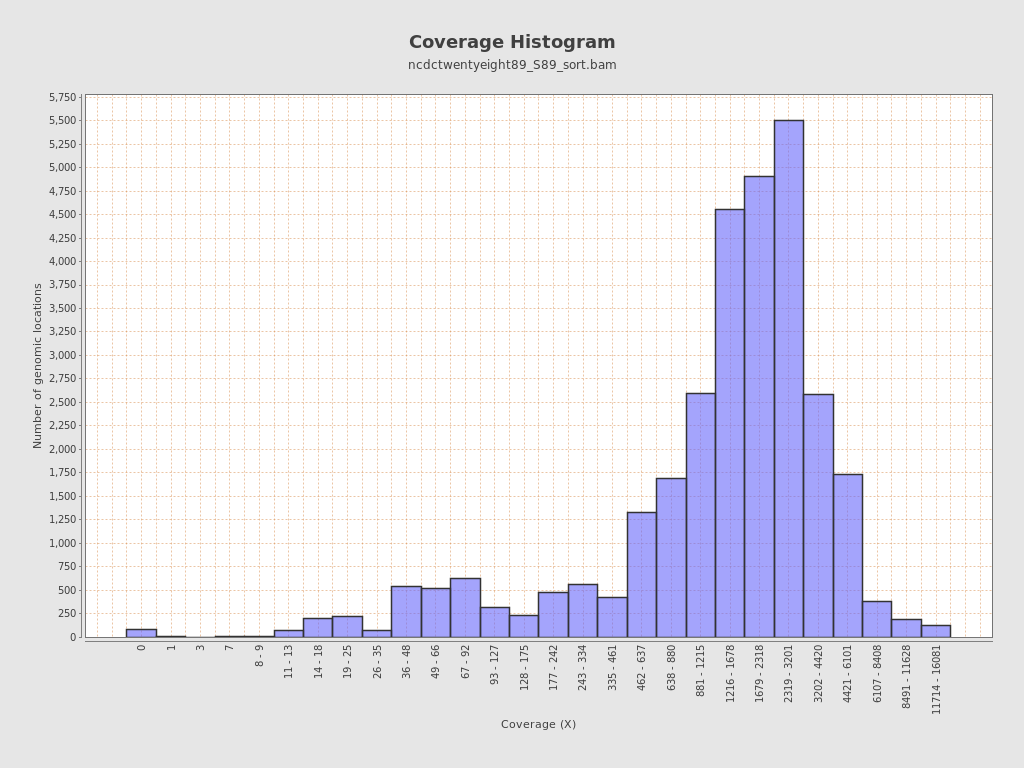 Coverage Histogram
ncdctwentyeight89_S89_sort.bam
Number of genomic locations
5,750
5,500
5,250
5,000
4,750
4,500
4,250
4,000
3,750
3,500
3,250
3,000
2,750
2,500
2,250
2,000
1,750
1,500
1,250
1,000
750
500
250
0
0
1
3
7
8 - 9
11 - 13
14 - 18
19 - 25
26 - 35
36 - 48
49 - 66
67 - 92
93 - 127
128 - 175
177 - 242
243 - 334
335 - 461
462 - 637
638 - 880
881 - 1215
1216 - 1678
1679 - 2318
2319 - 3201
3202 - 4420
4421 - 6101
6107 - 8408
8491 - 11628
11714 - 16081
Coverage (X)